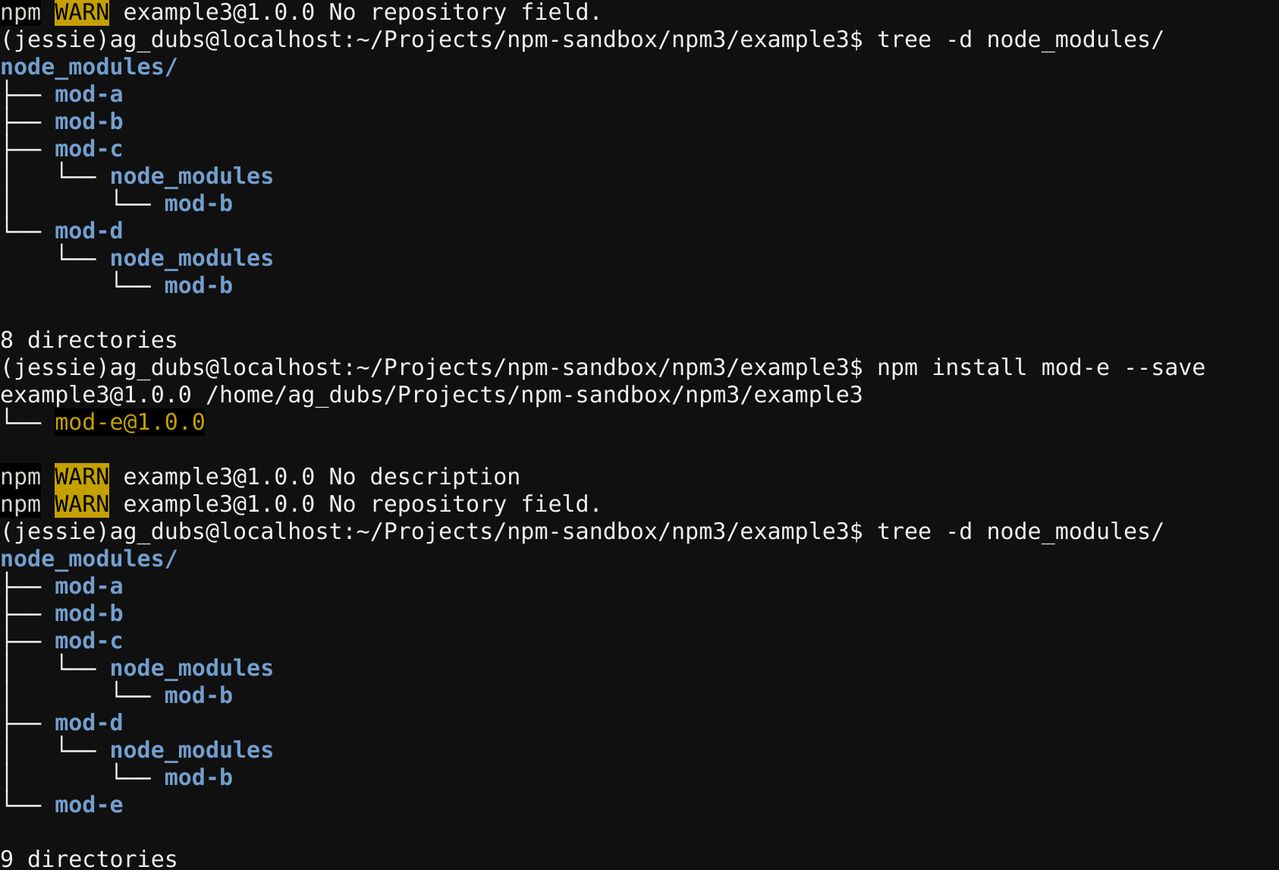 npm WARN example3@1.0.0 No repository field.
(jessie)ag_dubs@localhost:~/Projects/npm-sandbox/npm3/example3$ tree -d node_modules/
node_modules/
├── mod-a
├── mod-b
├── mod-c
│   └── node_modules
│       └── mod-b
└── mod-d
    └── node_modules
        └── mod-b

8 directories
(jessie)ag_dubs@localhost:~/Projects/npm-sandbox/npm3/example3$ npm install mod-e --save
example3@1.0.0 /home/ag_dubs/Projects/npm-sandbox/npm3/example3
└── mod-e@1.0.0

npm WARN example3@1.0.0 No description
npm WARN example3@1.0.0 No repository field.
(jessie)ag_dubs@localhost:~/Projects/npm-sandbox/npm3/example3$ tree -d node_modules/
node_modules/
├── mod-a
├── mod-b
├── mod-c
│   └── node_modules
│       └── mod-b
├── mod-d
│   └── node_modules
│       └── mod-b
└── mod-e

9 directories